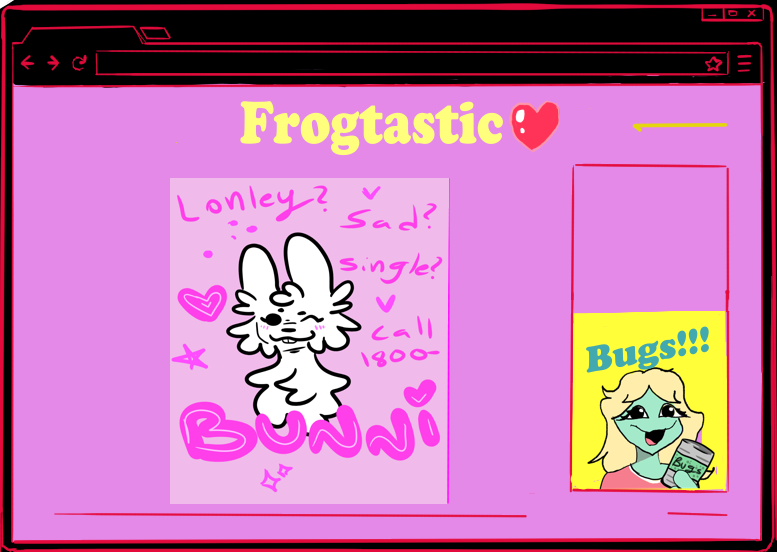 Frogtastic
Lonley?
Sad?
single?
call
1800-
BUNNi
Bugs!!!
Bugs